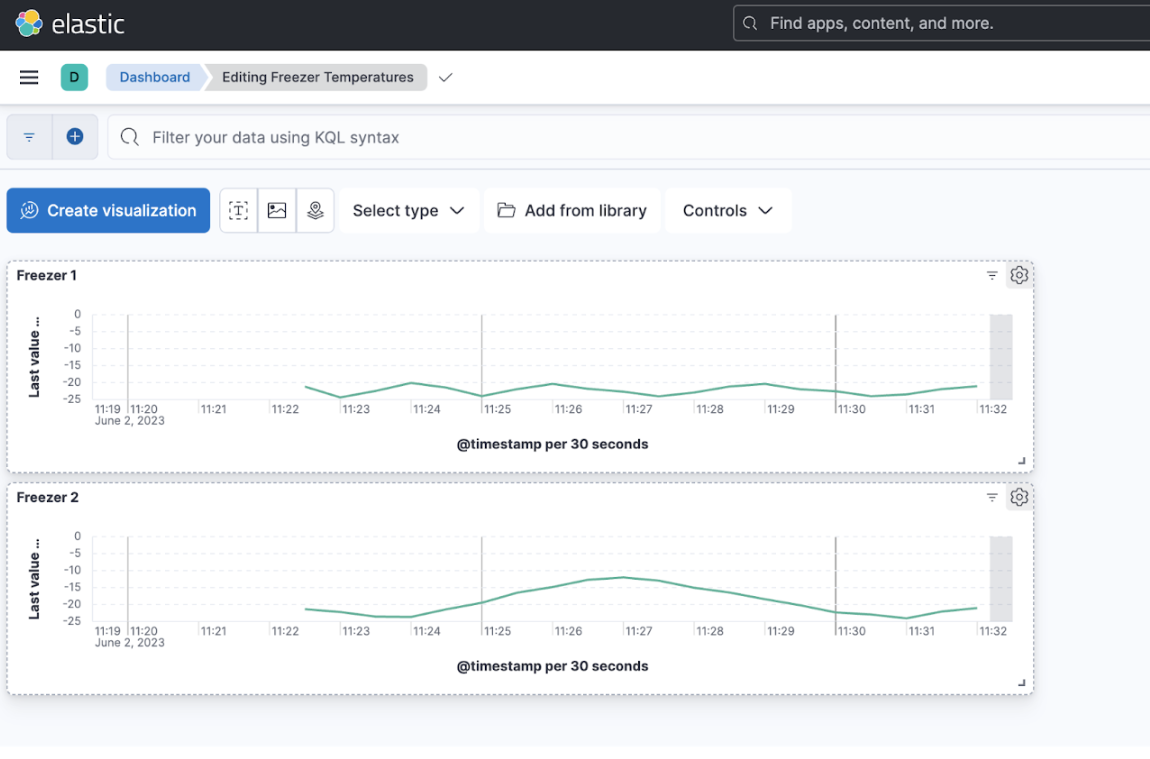 elastic
Find apps, content, and more.
D
Dashboard
Editing Freezer Temperatures
Filter your data using KQL syntax
Create visualization
Select type
Add from library
Controls
Freezer 1
Last value ...
0
-5
-10
-15
-20
-25
11:19 11:20 11:21 11:22 11:23 11:24 11:25 11:26 11:27 11:28 11:29 11:30 11:31 11:32
June 2, 2023
@timestamp per 30 seconds
Freezer 2
Last value ...
0
-5
-10
-15
-20
-25
11:19 11:20 11:21 11:22 11:23 11:24 11:25 11:26 11:27 11:28 11:29 11:30 11:31 11:32
June 2, 2023
@timestamp per 30 seconds